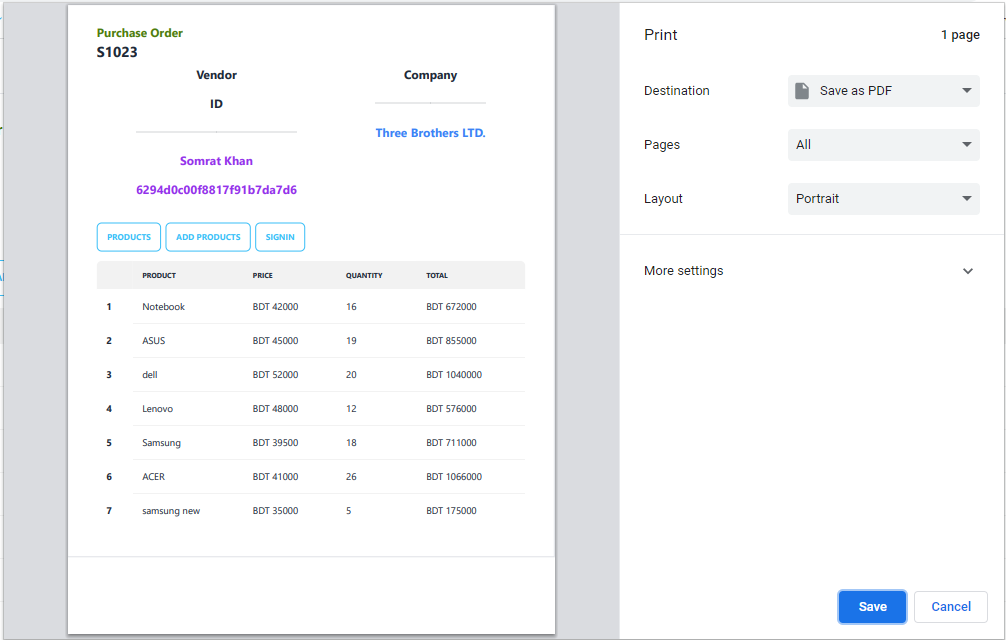 Purchase Order
S1023
Vendor
ID
Somrat Khan
6294d0c00f8817f91b7da7d6
Company
Three Brothers LTD.
PRODUCTS ADD PRODUCTS SIGNIN
PRODUCT PRICE QUANTITY TOTAL
1 Notebook BDT 42000 16 BDT 672000
2 ASUS BDT 45000 19 BDT 855000
3 dell BDT 52000 20 BDT 1040000
4 Lenovo BDT 48000 12 BDT 576000
5 Samsung BDT 39500 18 BDT 711000
6 ACER BDT 41000 26 BDT 1066000
7 samsung new BDT 35000 5 BDT 175000
Print 1 page
Destination Save as PDF
Pages All
Layout Portrait
More settings
Save Cancel